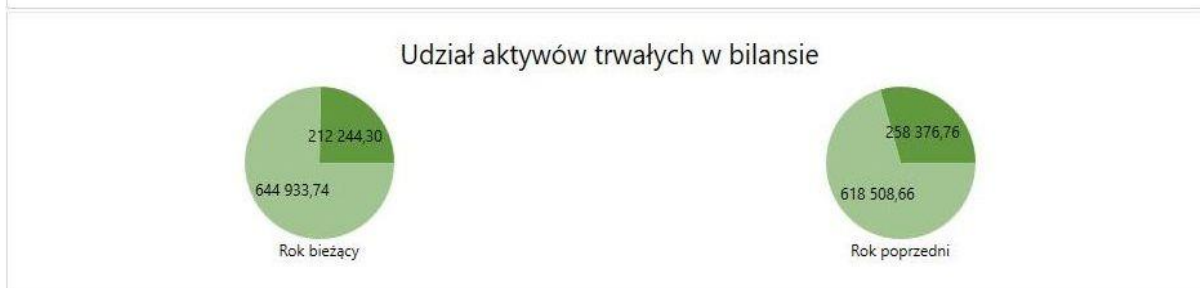 Udział aktywów trwałych w bilansie
212 244,30
644 933,74
Rok bieżący
258 376,76
618 508,66
Rok poprzedni